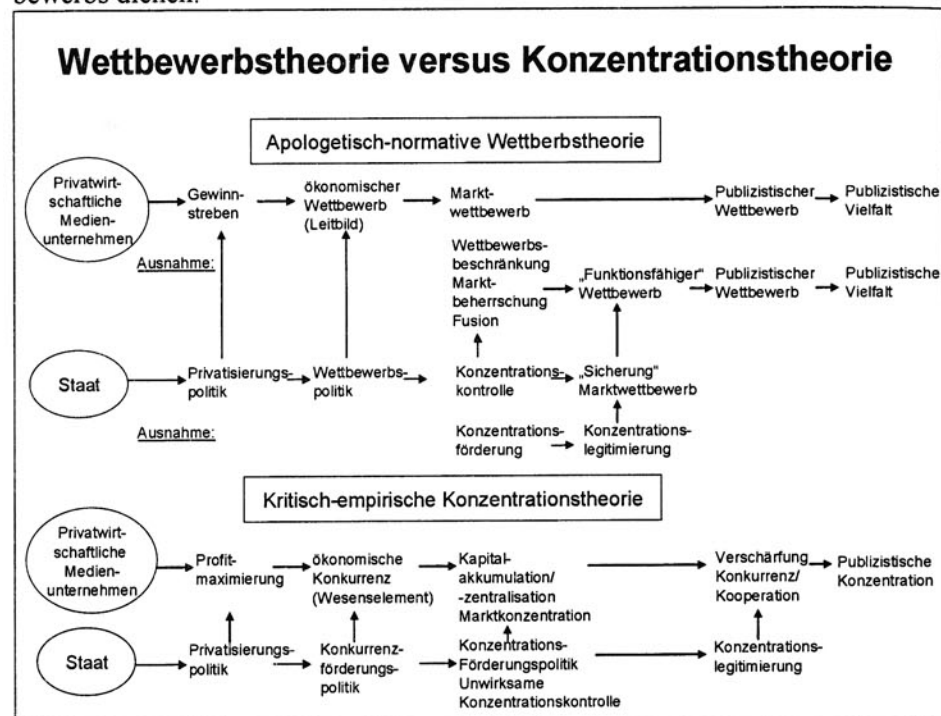 bewerbs dienen.
Wettbewerbstheorie versus Konzentrationstheorie
Apologetisch-normative Wettberbstheorie
Privatwirt-
schaftliche
Medien-
unternehmen
Gewinn-
streben
ökonomischer
Wettbewerb
(Leitbild)
Markt-
wettbewerb
Publizistischer
Wettbewerb
Publizistische
Vielfalt
Ausnahme:
Wettbewerbs-
beschränkung
Markt-
beherrschung
Fusion
„Funktionsfähiger"
Wettbewerb
Publizistischer
Wettbewerb
Publizistische
Vielfalt
Staat
Privatisierungs-
politik
Wettbewerbs-
politik
Konzentrations-
kontrolle
„Sicherung"
Marktwettbewerb
Ausnahme:
Konzentrations-
förderung
Konzentrations-
legitimierung
Kritisch-empirische Konzentrationstheorie
Privatwirt-
schaftliche
Medien-
unternehmen
Profit-
maximierung
ökonomische
Konkurrenz
(Wesenselement)
Kapital-
akkumulation/
-zentralisation
Marktkonzentration
Verschärfung
Konkurrenz/
Kooperation
Publizistische
Konzentration
Staat
Privatisierungs-
politik
Konkurrenz-
förderungs-
politik
Konzentrations-
Förderungspolitik
Unwirksame
Konzentrationskontrolle
Konzentrations-
legitimierung